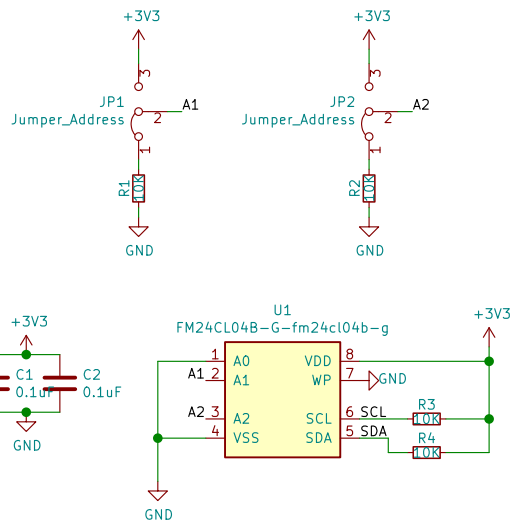 +3V3
+3V3
3
3
JP1
A1
JP2
A2
Jumper_Address
2
Jumper_Address
2
1
1
R1
10K
R2
10K
GND
GND
U1
FM24CL04B-G-fm24cl04b-g
+3V3
+3V3
1
A0
VDD
8
C1
C2
A1
2
A1
WP
7
GND
0.1uF
0.1uF
R3
A2
3
A2
SCL
6
SCL
10K
4
VSS
SDA
5
SDA
R4
10K
GND
GND